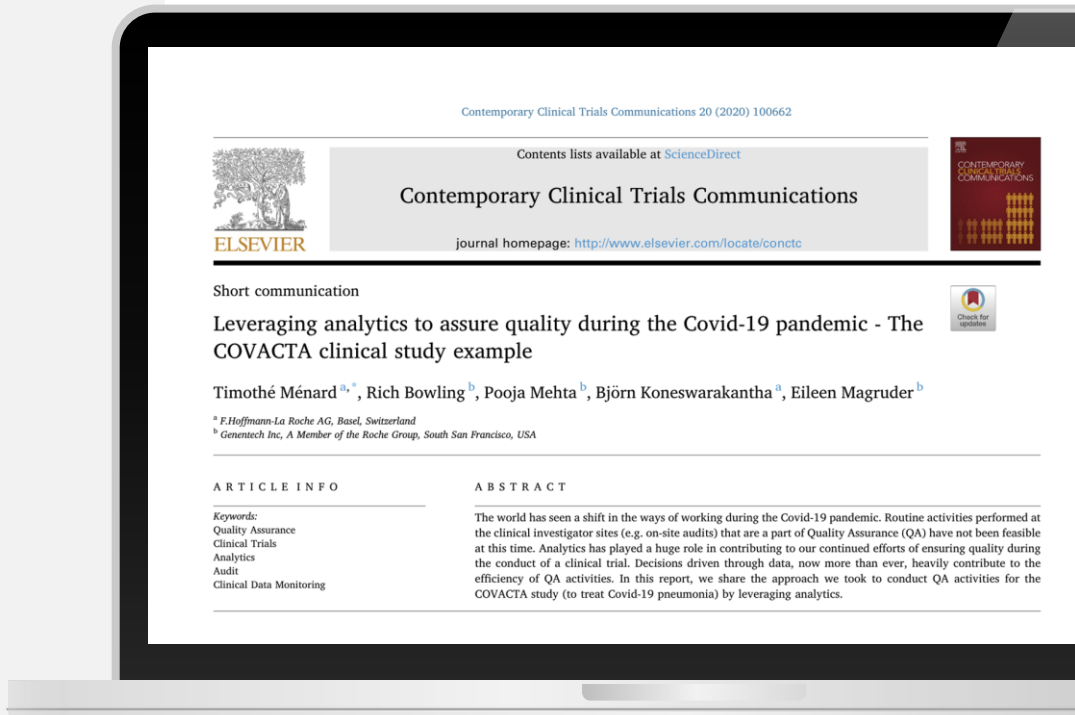 Contemporary Clinical Trials Communications 20 (2020) 100662
Contents lists available at ScienceDirect
Contemporary Clinical Trials Communications
journal homepage: http://www.elsevier.com/locate/conctc
ELSEVIER
CONTEMPORARY
CLINICAL TRIALS
COMMUNICATIONS
Short communication
Check for
updates
Leveraging analytics to assure quality during the Covid-19 pandemic - The
COVACTA clinical study example
Timothé Ménard a,*, Rich Bowling b, Pooja Mehta b, Björn Koneswarakantha a, Eileen Magruder b
a F.Hoffmann-La Roche AG, Basel, Switzerland
b Genentech Inc, A Member of the Roche Group, South San Francisco, USA
ARTICLE INFO
Keywords:
Quality Assurance
Clinical Trials
Analytics
Audit
Clinical Data Monitoring
ABSTRACT
The world has seen a shift in the ways of working during the Covid-19 pandemic. Routine activities performed at
the clinical investigator sites (e.g. on-site audits) that are a part of Quality Assurance (QA) have not been feasible
at this time. Analytics has played a huge role in contributing to our continued efforts of ensuring quality during
the conduct of a clinical trial. Decisions driven through data, now more than ever, heavily contribute to the
efficiency of QA activities. In this report, we share the approach we took to conduct QA activities for the
COVACTA study (to treat Covid-19 pneumonia) by leveraging analytics.